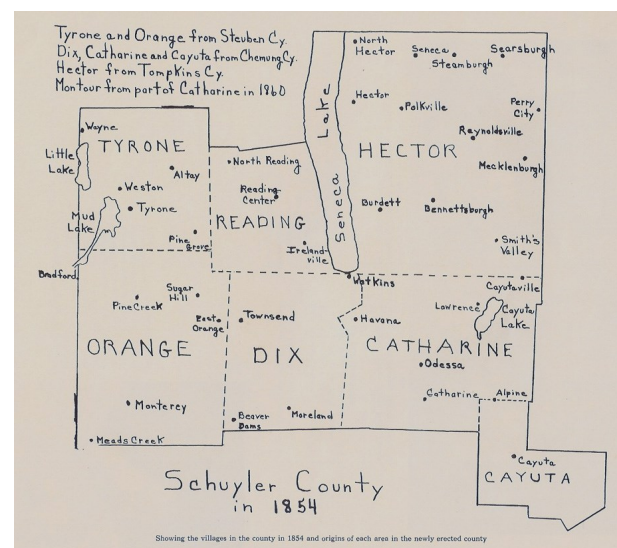 Tyrone and Orange from Steuben Cy.
Dix, Catharine and Cayuta from Chemung Cy.
Hector from Tompkins Cy.
Montour from part of Catharine in 1860
North
Hector
Seneca
Steamburgh
Searsburgh
Hector
Polkville
Perry
City
Reynoldsville
HECTOR
Mecklenburgh
Burdett
Bennettsburgh
Smith's
Valley
Seneca Lake
Wayne
TYRONE
Little
Lake
Altay
Weston
Tyrone
Mud
Lake
Pine
Grove
Bradford
North Reading
Reading
Center
READING
Ireland-
ville
Watkins
Cayutaville
Sugar
Hill
Pine Creek
East
Orange
ORANGE
Monterey
Meads Creek
Townsend
DIX
Beaver
Dams
Moreland
Havana
Lawrence
Cayuta
Lake
CATHARINE
Odessa
Catharine
Alpine
Cayuta
CAYUTA
Schuyler County
in 1854
Showing the villages in the county in 1854 and origins of each area in the newly erected county